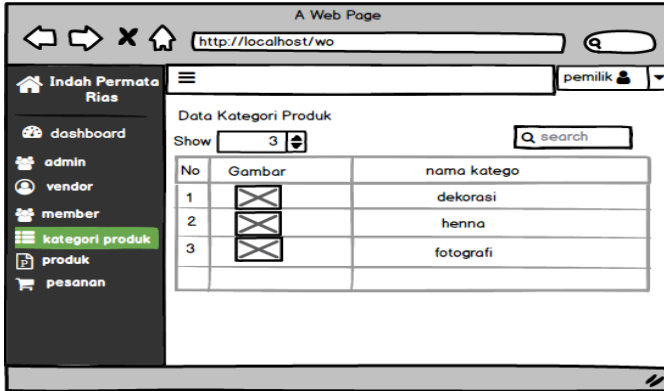 A Web Page
http://localhost/wo
Indah Permata
Rias
pemilik
dashboard
admin
vendor
member
kategori produk
produk
pesanan
Data Kategori Produk
Show 3
search
No Gambar nama katego
1 dekorasi
2 henna
3 fotografi